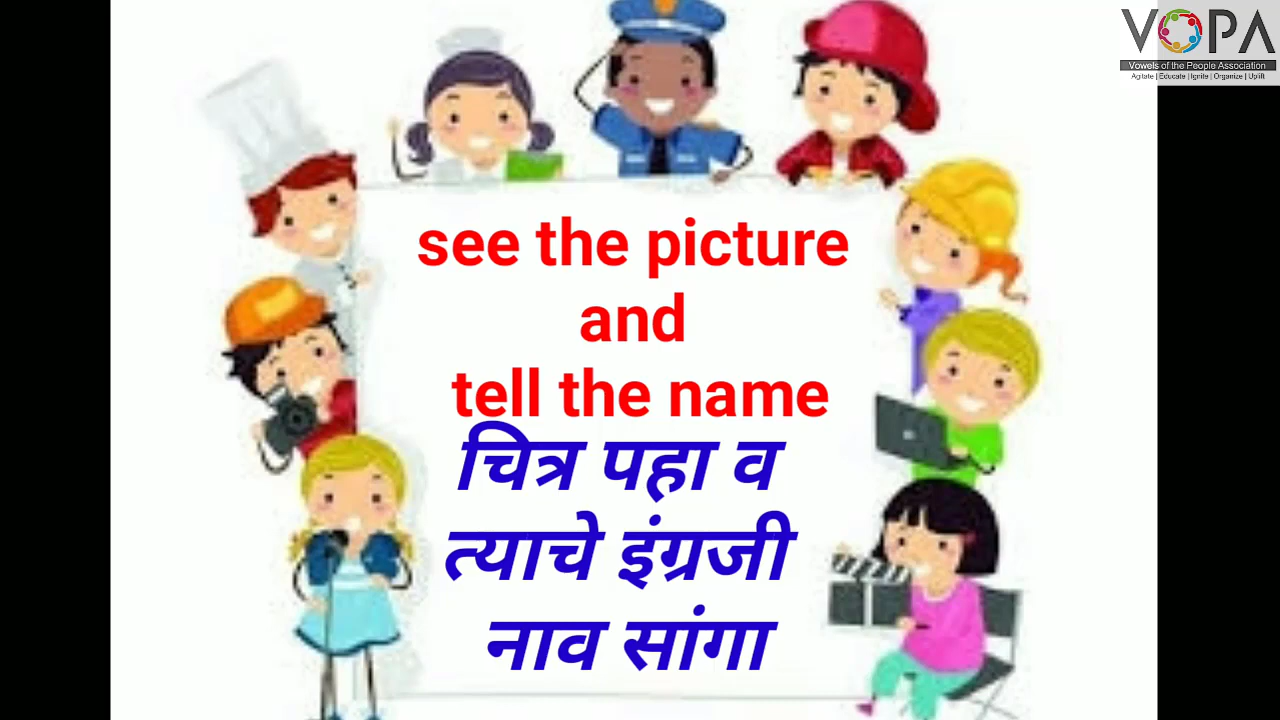 VOPA
Vowels of the People Association
Agitate | Educate | Ignite | Organize | Uplift
see the picture
and
tell the name
चित्र पहा व
त्याचे इंग्रजी
नाव सांगा